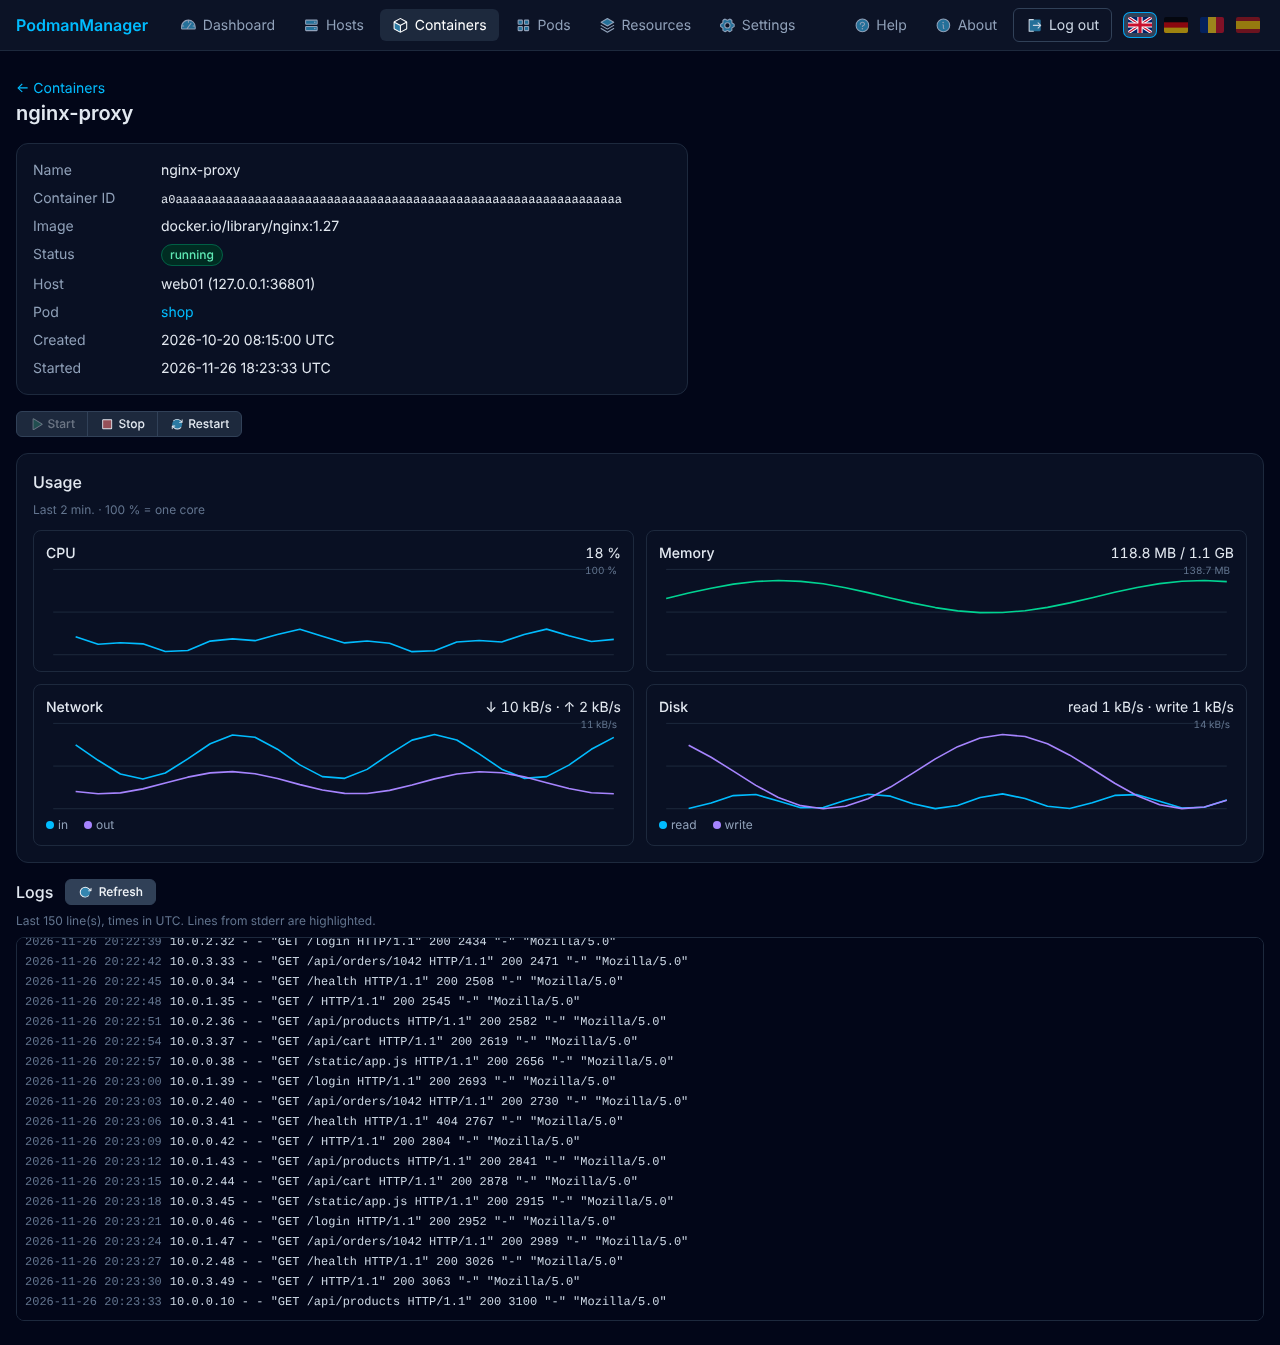 PodmanManager Dashboard Hosts Containers Pods Resources Settings Help About Log out
← Containers
nginx-proxy
Name nginx-proxy
Container ID a0aaaaaaaaaaaaaaaaaaaaaaaaaaaaaaaaaaaaaaaaaaaaaaaaaaaaaaaaaaaaaa
Image docker.io/library/nginx:1.27
Status running
Host web01 (127.0.0.1:36801)
Pod shop
Created 2026-10-20 08:15:00 UTC
Started 2026-11-26 18:23:33 UTC
Start Stop Restart
Usage
Last 2 min. · 100 % = one core
CPU 18 %
100 %
Memory 118.8 MB / 1.1 GB
138.7 MB
Network ↓ 10 kB/s · ↑ 2 kB/s
11 kB/s
in out
Disk read 1 kB/s · write 1 kB/s
14 kB/s
read write
Logs Refresh
Last 150 line(s), times in UTC. Lines from stderr are highlighted.
2026-11-26 20:22:39 10.0.2.32 - - "GET /login HTTP/1.1" 200 2434 "-" "Mozilla/5.0"
2026-11-26 20:22:42 10.0.3.33 - - "GET /api/orders/1042 HTTP/1.1" 200 2471 "-" "Mozilla/5.0"
2026-11-26 20:22:45 10.0.0.34 - - "GET /health HTTP/1.1" 200 2508 "-" "Mozilla/5.0"
2026-11-26 20:22:48 10.0.1.35 - - "GET / HTTP/1.1" 200 2545 "-" "Mozilla/5.0"
2026-11-26 20:22:51 10.0.2.36 - - "GET /api/products HTTP/1.1" 200 2582 "-" "Mozilla/5.0"
2026-11-26 20:22:54 10.0.3.37 - - "GET /api/cart HTTP/1.1" 200 2619 "-" "Mozilla/5.0"
2026-11-26 20:22:57 10.0.0.38 - - "GET /static/app.js HTTP/1.1" 200 2656 "-" "Mozilla/5.0"
2026-11-26 20:23:00 10.0.1.39 - - "GET /login HTTP/1.1" 200 2693 "-" "Mozilla/5.0"
2026-11-26 20:23:03 10.0.2.40 - - "GET /api/orders/1042 HTTP/1.1" 200 2730 "-" "Mozilla/5.0"
2026-11-26 20:23:06 10.0.3.41 - - "GET /health HTTP/1.1" 404 2767 "-" "Mozilla/5.0"
2026-11-26 20:23:09 10.0.0.42 - - "GET / HTTP/1.1" 200 2804 "-" "Mozilla/5.0"
2026-11-26 20:23:12 10.0.1.43 - - "GET /api/products HTTP/1.1" 200 2841 "-" "Mozilla/5.0"
2026-11-26 20:23:15 10.0.2.44 - - "GET /api/cart HTTP/1.1" 200 2878 "-" "Mozilla/5.0"
2026-11-26 20:23:18 10.0.3.45 - - "GET /static/app.js HTTP/1.1" 200 2915 "-" "Mozilla/5.0"
2026-11-26 20:23:21 10.0.0.46 - - "GET /login HTTP/1.1" 200 2952 "-" "Mozilla/5.0"
2026-11-26 20:23:24 10.0.1.47 - - "GET /api/orders/1042 HTTP/1.1" 200 2989 "-" "Mozilla/5.0"
2026-11-26 20:23:27 10.0.2.48 - - "GET /health HTTP/1.1" 200 3026 "-" "Mozilla/5.0"
2026-11-26 20:23:30 10.0.3.49 - - "GET / HTTP/1.1" 200 3063 "-" "Mozilla/5.0"
2026-11-26 20:23:33 10.0.0.10 - - "GET /api/products HTTP/1.1" 200 3100 "-" "Mozilla/5.0"